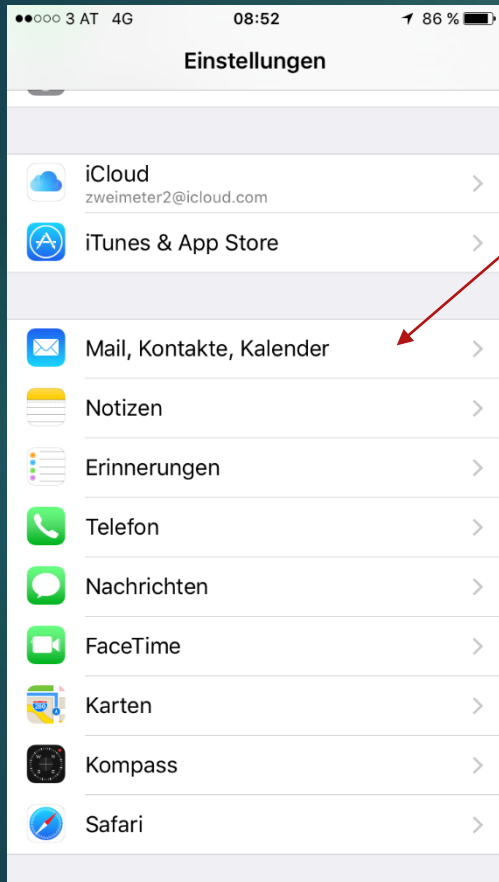 3 AT 4G 08:52 86 %
Einstellungen
iCloud
zweimeter2@icloud.com
iTunes & App Store
Mail, Kontakte, Kalender
Notizen
Erinnerungen
Telefon
Nachrichten
FaceTime
Karten
Kompass
Safari